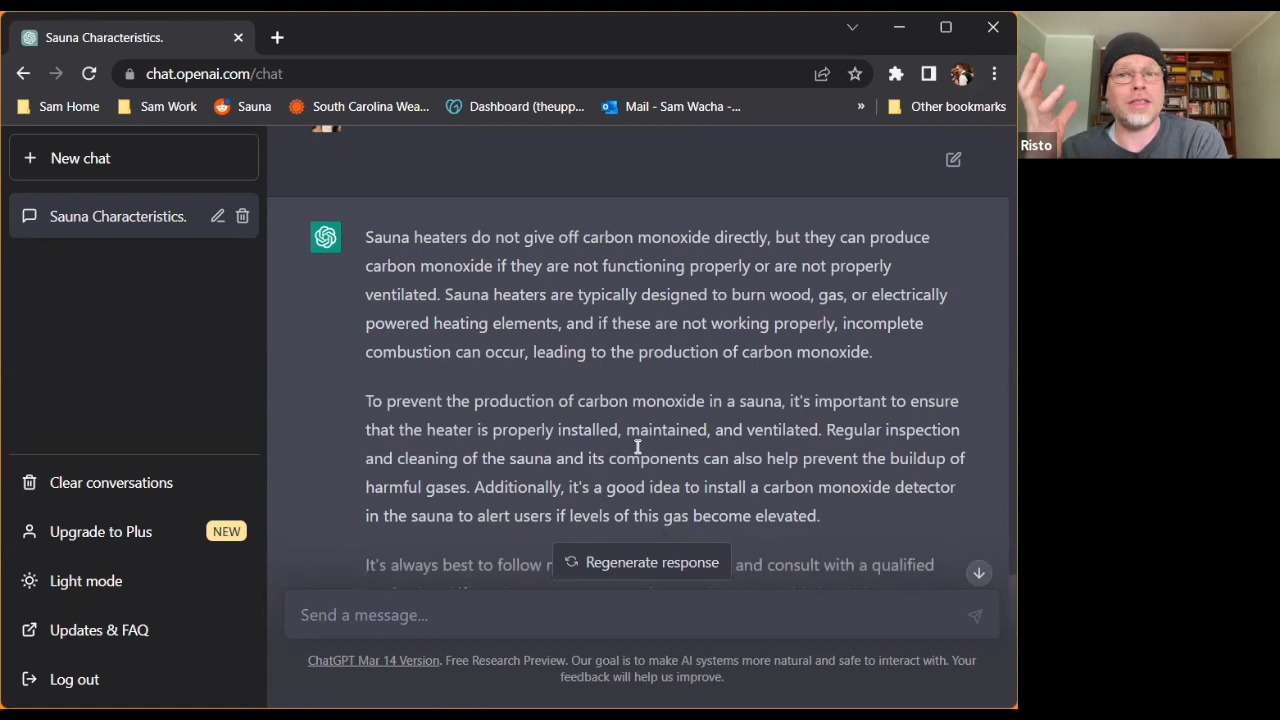 Sauna Characteristics.
chat.openai.com/chat
Sam Home
Sam Work
Sauna
South Carolina Wea...
Dashboard (theupp...
Mail - Sam Wacha -...
»
Other bookmarks
Risto
+ New chat
Sauna Characteristics.
Sauna heaters do not give off carbon monoxide directly, but they can produce
carbon monoxide if they are not functioning properly or are not properly
ventilated. Sauna heaters are typically designed to burn wood, gas, or electrically
powered heating elements, and if these are not working properly, incomplete
combustion can occur, leading to the production of carbon monoxide.
To prevent the production of carbon monoxide in a sauna, it's important to ensure
that the heater is properly installed, maintained, and ventilated. Regular inspection
and cleaning of the sauna and its components can also help prevent the buildup of
harmful gases. Additionally, it's a good idea to install a carbon monoxide detector
in the sauna to alert users if levels of this gas become elevated.
It's always best to follow and consult with a qualified
Regenerate response
Send a message...
ChatGPT Mar 14 Version. Free Research Preview. Our goal is to make AI systems more natural and safe to interact with. Your
feedback will help us improve.
Clear conversations
Upgrade to Plus NEW
Light mode
Updates & FAQ
Log out